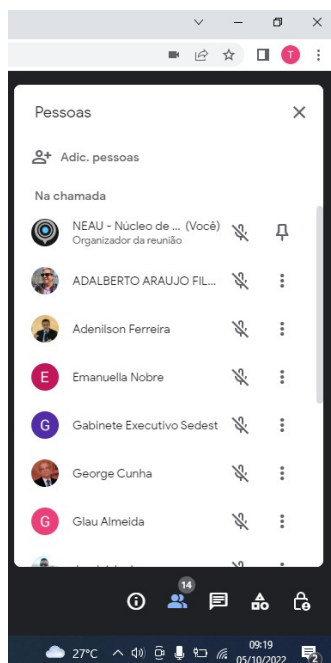 T
Pessoas
Adic. pessoas
Na chamada
NEAU - Núcleo de ... (Você)
Organizador da reunião
ADALBERTO ARAUJO FIL...
Adenilson Ferreira
E Emanuella Nobre
G Gabinete Executivo Sedest
George Cunha
G Glau Almeida
14
27°C 09:19
05/10/2022 2